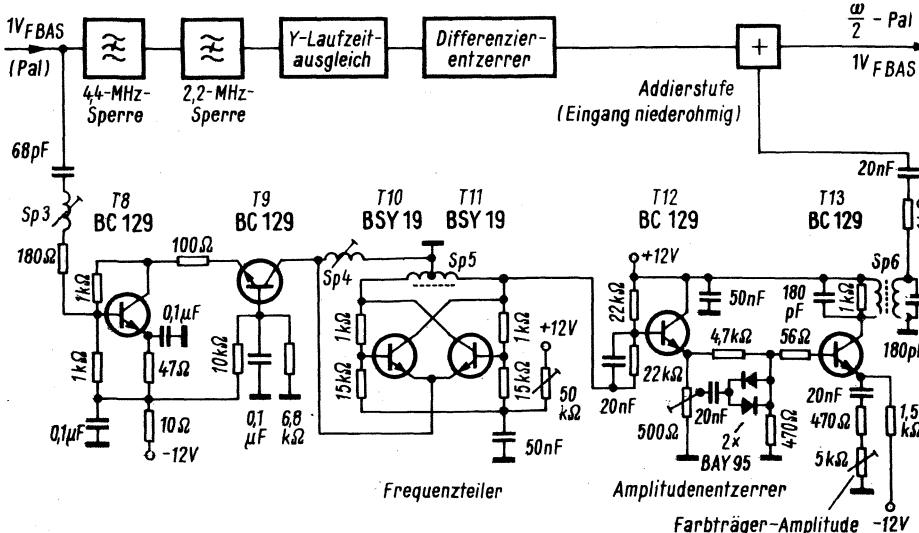 1V FBAS
(Pal)
4,4-MHz-
Sperre
2,2-MHz-
Sperre
Y-Laufzeit-
ausgleich
Differenzier-
entzerrer
+
ω/2 - Pal
1V FBAS
Addierstufe
(Eingang niederohmig)
68pF
Sp3
180Ω
T8
BC 129
100Ω
T9
BC 129
T10
BSY 19
T11
BSY 19
T12
BC 129
T13
BC 129
20nF
1kΩ
1kΩ
0,1μF
47Ω
10Ω
0,1μF
-12V
10kΩ
0,1
μF
6,8
kΩ
Sp4
Sp5
1kΩ
15kΩ
1kΩ
15kΩ
+12V
50
kΩ
50nF
Frequenzteiler
+12V
22kΩ
22kΩ
20nF
50nF
4,7kΩ
500Ω
20nF
2x
BAY 95
470Ω
56Ω
Amplitudenentzerrer
180
pF
1kΩ
Sp6
180pF
20nF
470Ω
5kΩ
1,5
kΩ
-12V
Farbträger-Amplitude